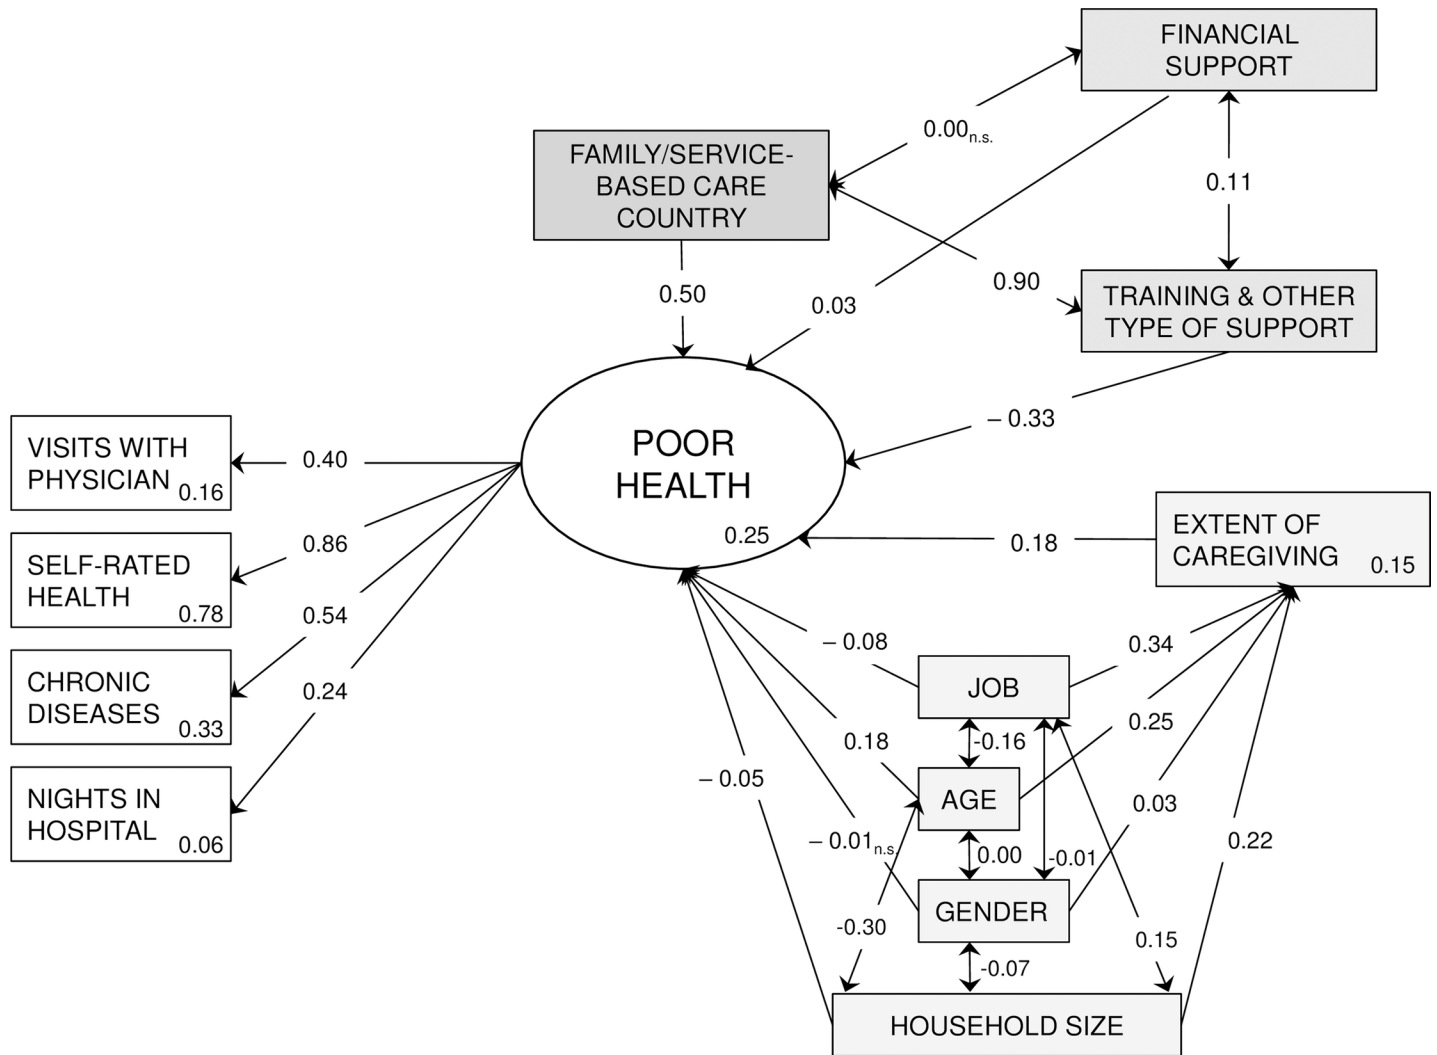 FINANCIAL
SUPPORT
0.00n.s.
FAMILY/SERVICE-
BASED CARE
COUNTRY
0.11
0.90
0.50
0.03
TRAINING & OTHER
TYPE OF SUPPORT
– 0.33
POOR
HEALTH
0.25
VISITS WITH
PHYSICIAN
0.16
0.40
SELF-RATED
HEALTH
0.78
0.86
CHRONIC
DISEASES
0.33
0.54
NIGHTS IN
HOSPITAL
0.06
0.24
EXTENT OF
CAREGIVING
0.15
0.18
– 0.08
JOB
0.34
-0.16
0.25
0.18
AGE
– 0.05
0.03
– 0.01n.s.
0.00
-0.01
0.22
GENDER
-0.30
0.15
-0.07
HOUSEHOLD SIZE